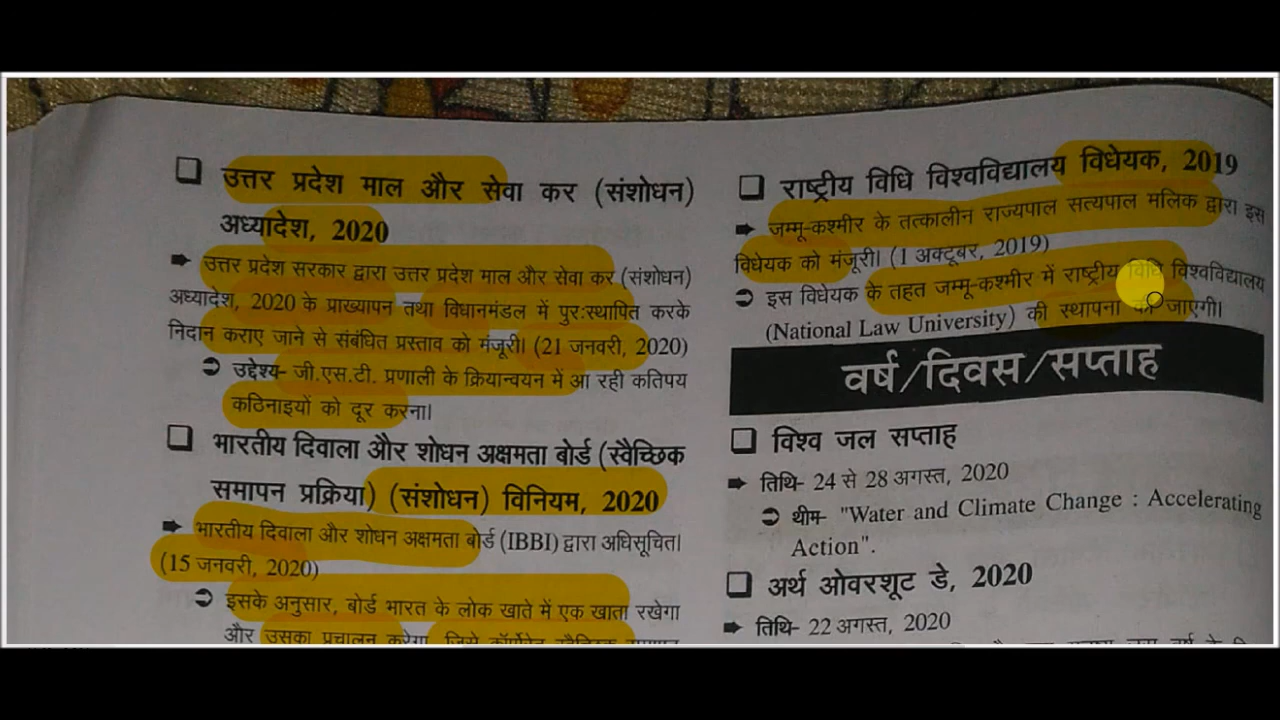 ❑ उत्तर प्रदेश माल और सेवा कर (संशोधन)
अध्यादेश, 2020
➠ उत्तर प्रदेश सरकार द्वारा उत्तर प्रदेश माल और सेवा कर (संशोधन)
अध्यादेश, 2020 के प्राख्यापन तथा विधानमंडल में पुरःस्थापित करके
निदान कराए जाने से संबंधित प्रस्ताव को मंजूरी। (21 जनवरी, 2020)
➲ उद्देश्य- जी.एस.टी. प्रणाली के क्रियान्वयन में आ रही कतिपय
कठिनाइयों को दूर करना।
❑ भारतीय दिवाला और शोधन अक्षमता बोर्ड (स्वैच्छिक
समापन प्रक्रिया) (संशोधन) विनियम, 2020
➠ भारतीय दिवाला और शोधन अक्षमता बोर्ड (IBBI) द्वारा अधिसूचित।
(15 जनवरी, 2020)
➲ इसके अनुसार, बोर्ड भारत के लोक खाते में एक खाता रखेगा
और उसका प्रचालन करेगा, जिसे
❑ राष्ट्रीय विधि विश्वविद्यालय विधेयक, 2019
➠ जम्मू-कश्मीर के तत्कालीन राज्यपाल सत्यपाल मलिक द्वारा इस
विधेयक को मंजूरी। (1 अक्टूबर, 2019)
➲ इस विधेयक के तहत जम्मू-कश्मीर में राष्ट्रीय विधि विश्वविद्यालय
(National Law University) की स्थापना की जाएगी।
वर्ष/दिवस/सप्ताह
❑ विश्व जल सप्ताह
➠ तिथि- 24 से 28 अगस्त, 2020
➲ थीम- "Water and Climate Change : Accelerating
Action".
❑ अर्थ ओवरशूट डे, 2020
➠ तिथि- 22 अगस्त, 2020